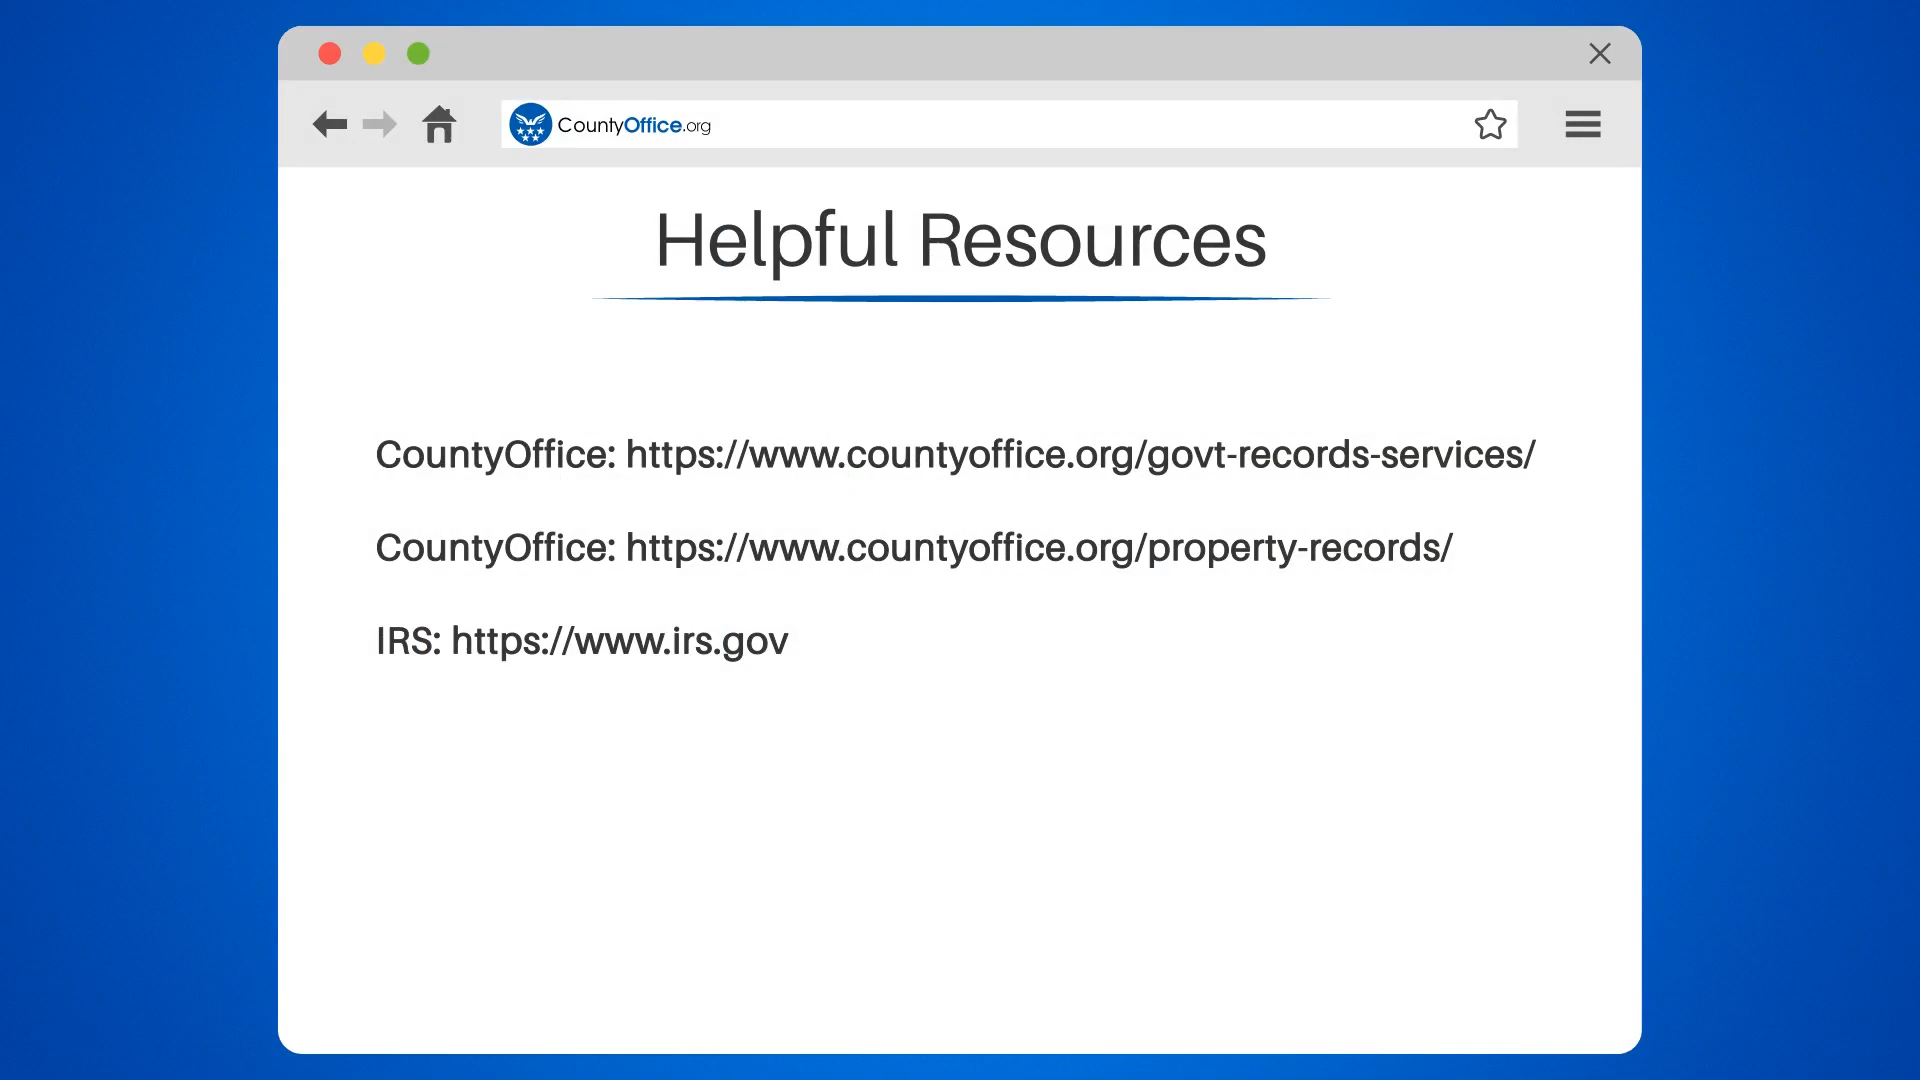 CountyOffice.org
Helpful Resources
CountyOffice: https://www.countyoffice.org/govt-records-services/
CountyOffice: https://www.countyoffice.org/property-records/
IRS: https://www.irs.gov